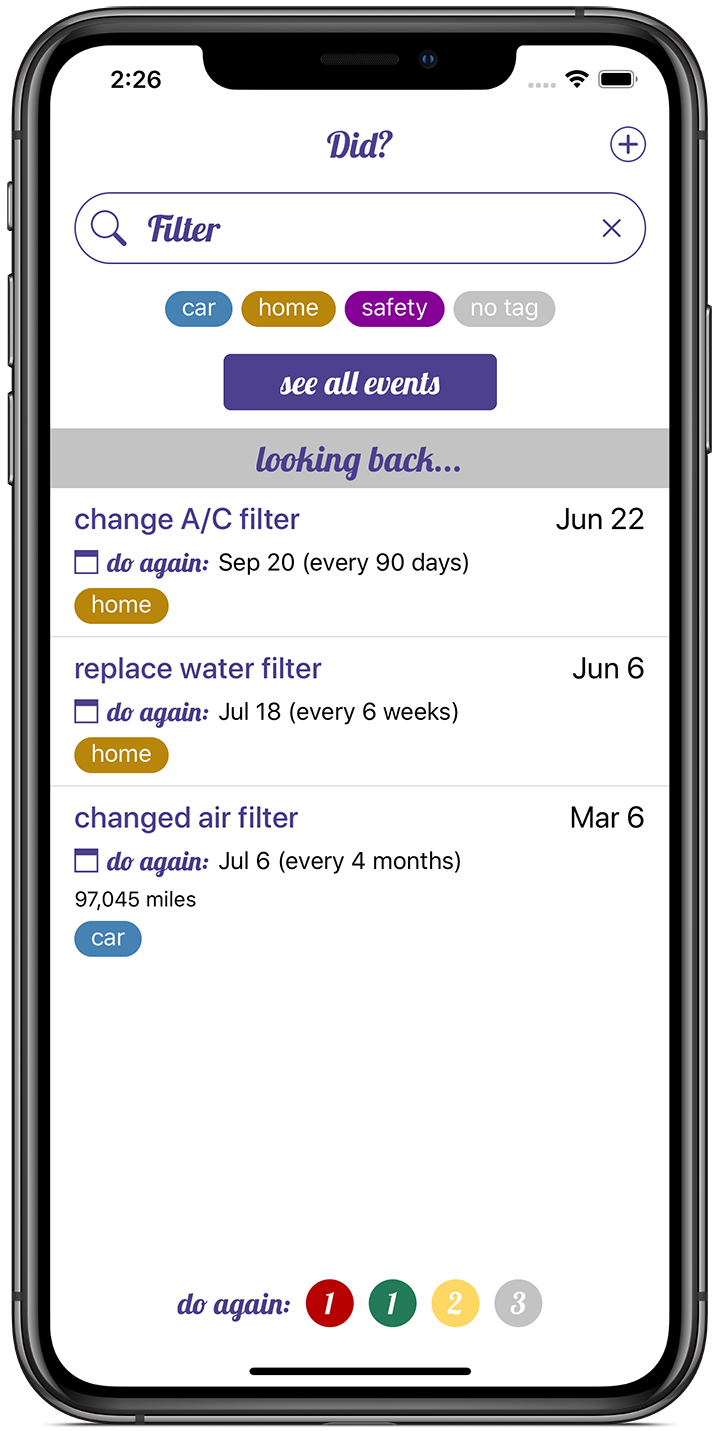 2:26
Did?
Filter
car home safety no tag
see all events
looking back...
change A/C filter Jun 22
do again: Sep 20 (every 90 days)
home
replace water filter Jun 6
do again: Jul 18 (every 6 weeks)
home
changed air filter Mar 6
do again: Jul 6 (every 4 months)
97,045 miles
car
do again: 1 1 2 3